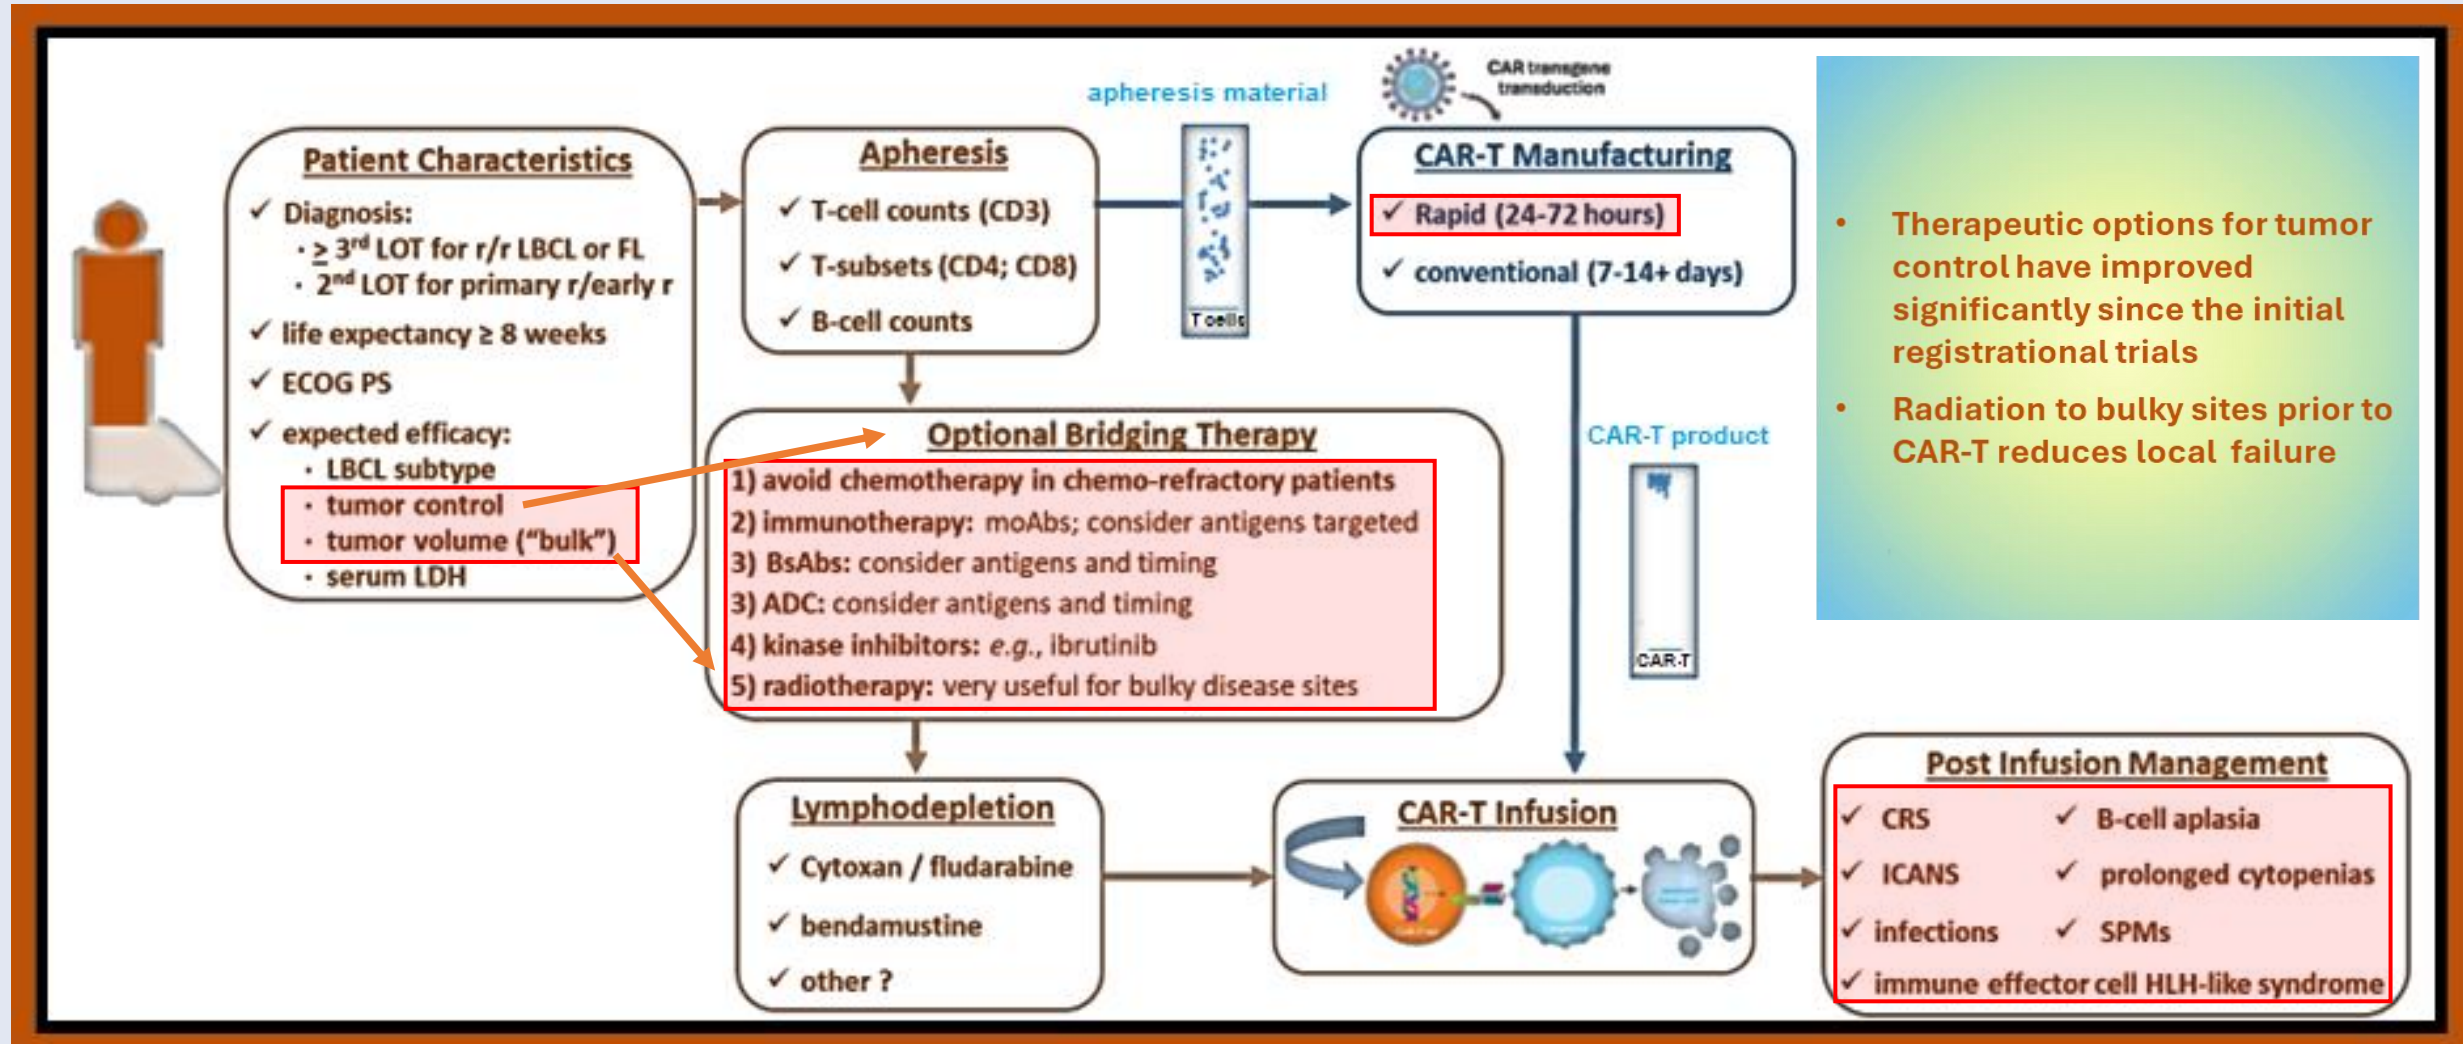 Patient Characteristics
✓ Diagnosis:
· ≥ 3rd LOT for r/r LBCL or FL
· 2nd LOT for primary r/early r
✓ life expectancy ≥ 8 weeks
✓ ECOG PS
✓ expected efficacy:
· LBCL subtype
· tumor control
· tumor volume (“bulk”)
· serum LDH
Apheresis
✓ T-cell counts (CD3)
✓ T-subsets (CD4; CD8)
✓ B-cell counts
apheresis material
T cells
CAR transgene
transduction
CAR-T Manufacturing
✓ Rapid (24-72 hours)
✓ conventional (7-14+ days)
• Therapeutic options for tumor
control have improved
significantly since the initial
registrational trials
• Radiation to bulky sites prior to
CAR-T reduces local failure
Optional Bridging Therapy
1) avoid chemotherapy in chemo-refractory patients
2) immunotherapy: moAbs; consider antigens targeted
3) BsAbs: consider antigens and timing
3) ADC: consider antigens and timing
4) kinase inhibitors: e.g., ibrutinib
5) radiotherapy: very useful for bulky disease sites
CAR-T product
CAR-T
Lymphodepletion
✓ Cytoxan / fludarabine
✓ bendamustine
✓ other ?
CAR-T Infusion
Post Infusion Management
✓ CRS
✓ B-cell aplasia
✓ ICANS
✓ prolonged cytopenias
✓ infections
✓ SPMs
✓ immune effector cell HLH-like syndrome